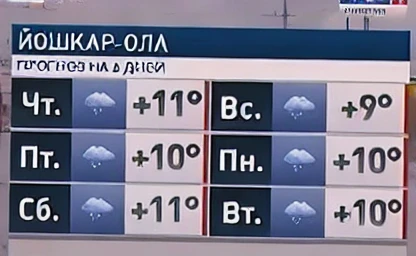 ЙОШКАР-ОЛА
Чт. +11° Вс. +9°
Пт. +10° Пн. +10°
Сб. +11° Вт. +10°